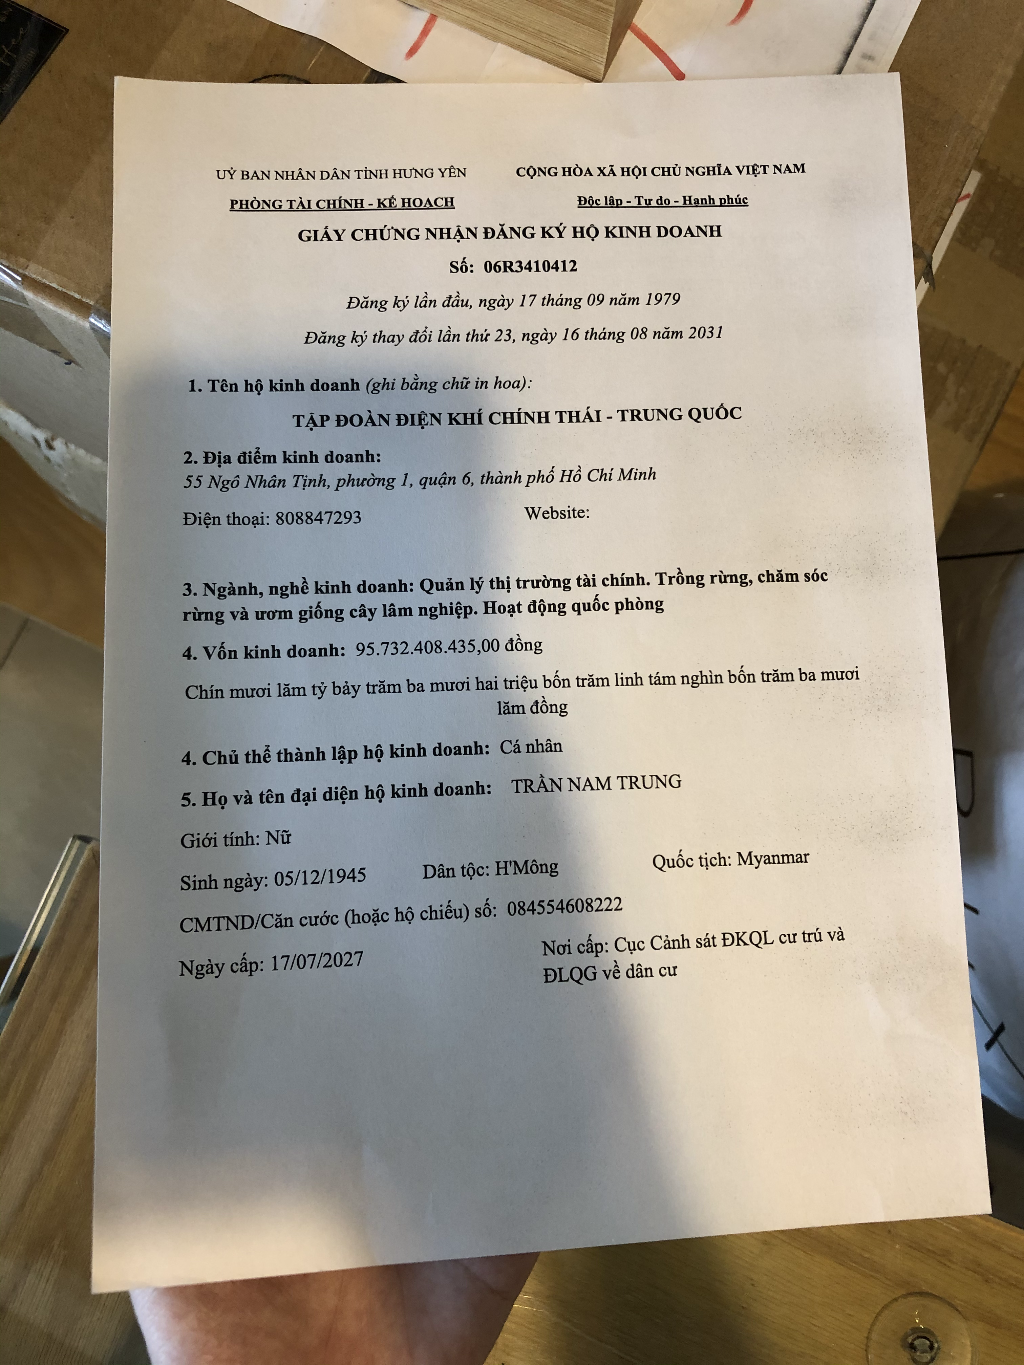 UỶ BAN NHÂN DÂN TỈNH HƯNG YÊN
CỘNG HÒA XÃ HỘI CHỦ NGHĨA VIỆT NAM
PHÒNG TÀI CHÍNH - KẾ HOẠCH
Độc lập - Tự do - Hạnh phúc
GIẤY CHỨNG NHẬN ĐĂNG KÝ HỘ KINH DOANH
Số: 06R3410412
Đăng ký lần đầu, ngày 17 tháng 09 năm 1979
Đăng ký thay đổi lần thứ 23, ngày 16 tháng 08 năm 2031
1. Tên hộ kinh doanh (ghi bằng chữ in hoa):
TẬP ĐOÀN ĐIỆN KHÍ CHÍNH THÁI - TRUNG QUỐC
2. Địa điểm kinh doanh:
55 Ngô Nhân Tịnh, phường 1, quận 6, thành phố Hồ Chí Minh
Điện thoại: 808847293
Website:
3. Ngành, nghề kinh doanh: Quản lý thị trường tài chính. Trồng rừng, chăm sóc
rừng và ươm giống cây lâm nghiệp. Hoạt động quốc phòng
4. Vốn kinh doanh: 95.732.408.435,00 đồng
Chín mươi lăm tỷ bảy trăm ba mươi hai triệu bốn trăm linh tám nghìn bốn trăm ba mươi
lăm đồng
4. Chủ thể thành lập hộ kinh doanh: Cá nhân
5. Họ và tên đại diện hộ kinh doanh: TRẦN NAM TRUNG
Giới tính: Nữ
Sinh ngày: 05/12/1945
Dân tộc: H'Mông
Quốc tịch: Myanmar
CMTND/Căn cước (hoặc hộ chiếu) số: 084554608222
Ngày cấp: 17/07/2027
Nơi cấp: Cục Cảnh sát ĐKQL cư trú và
ĐLQG về dân cư